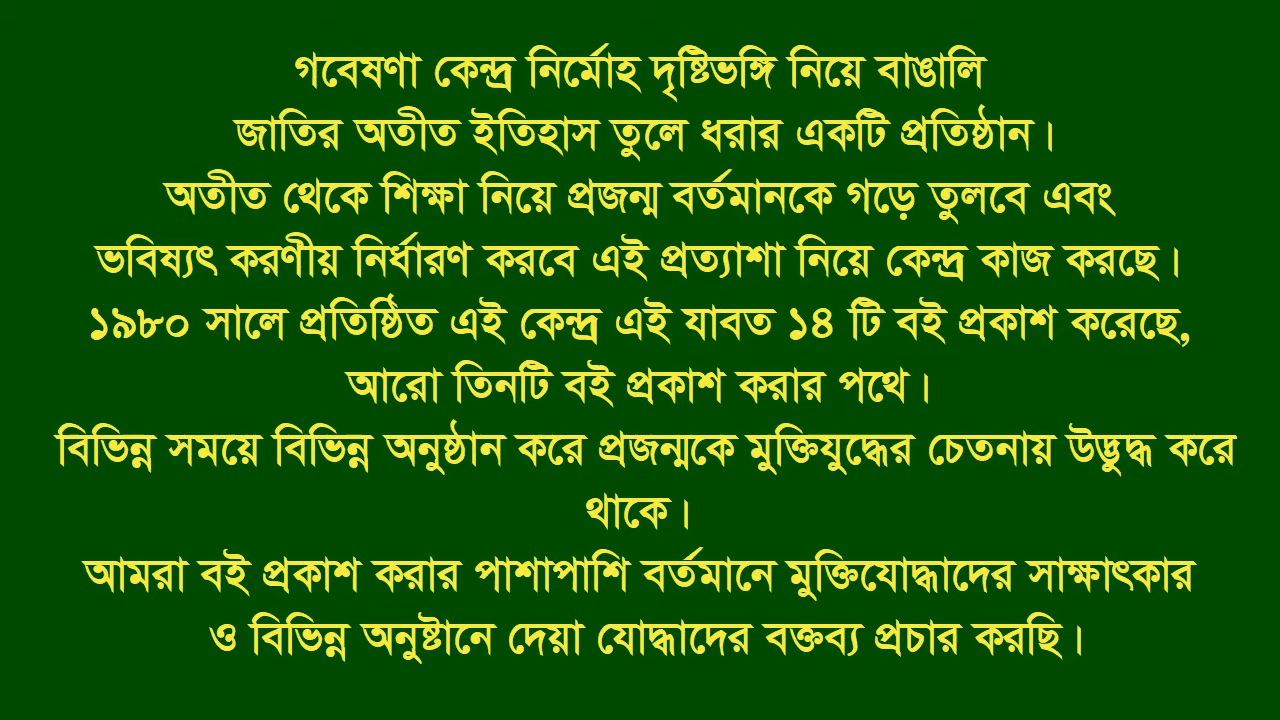 গবেষণা কেন্দ্র নির্মোহ দৃষ্টিভঙ্গি নিয়ে বাঙালি
জাতির অতীত ইতিহাস তুলে ধরার একটি প্রতিষ্ঠান।
অতীত থেকে শিক্ষা নিয়ে প্রজন্ম বর্তমানকে গড়ে তুলবে এবং
ভবিষ্যৎ করণীয় নির্ধারণ করবে এই প্রত্যাশা নিয়ে কেন্দ্র কাজ করছে।
১৯৮০ সালে প্রতিষ্ঠিত এই কেন্দ্র এই যাবত ১৪ টি বই প্রকাশ করেছে,
আরো তিনটি বই প্রকাশ করার পথে।
বিভিন্ন সময়ে বিভিন্ন অনুষ্ঠান করে প্রজন্মকে মুক্তিযুদ্ধের চেতনায় উদ্ভুদ্ধ করে
থাকে।
আমরা বই প্রকাশ করার পাশাপাশি বর্তমানে মুক্তিযোদ্ধাদের সাক্ষাৎকার
ও বিভিন্ন অনুষ্টানে দেয়া যোদ্ধাদের বক্তব্য প্রচার করছি।